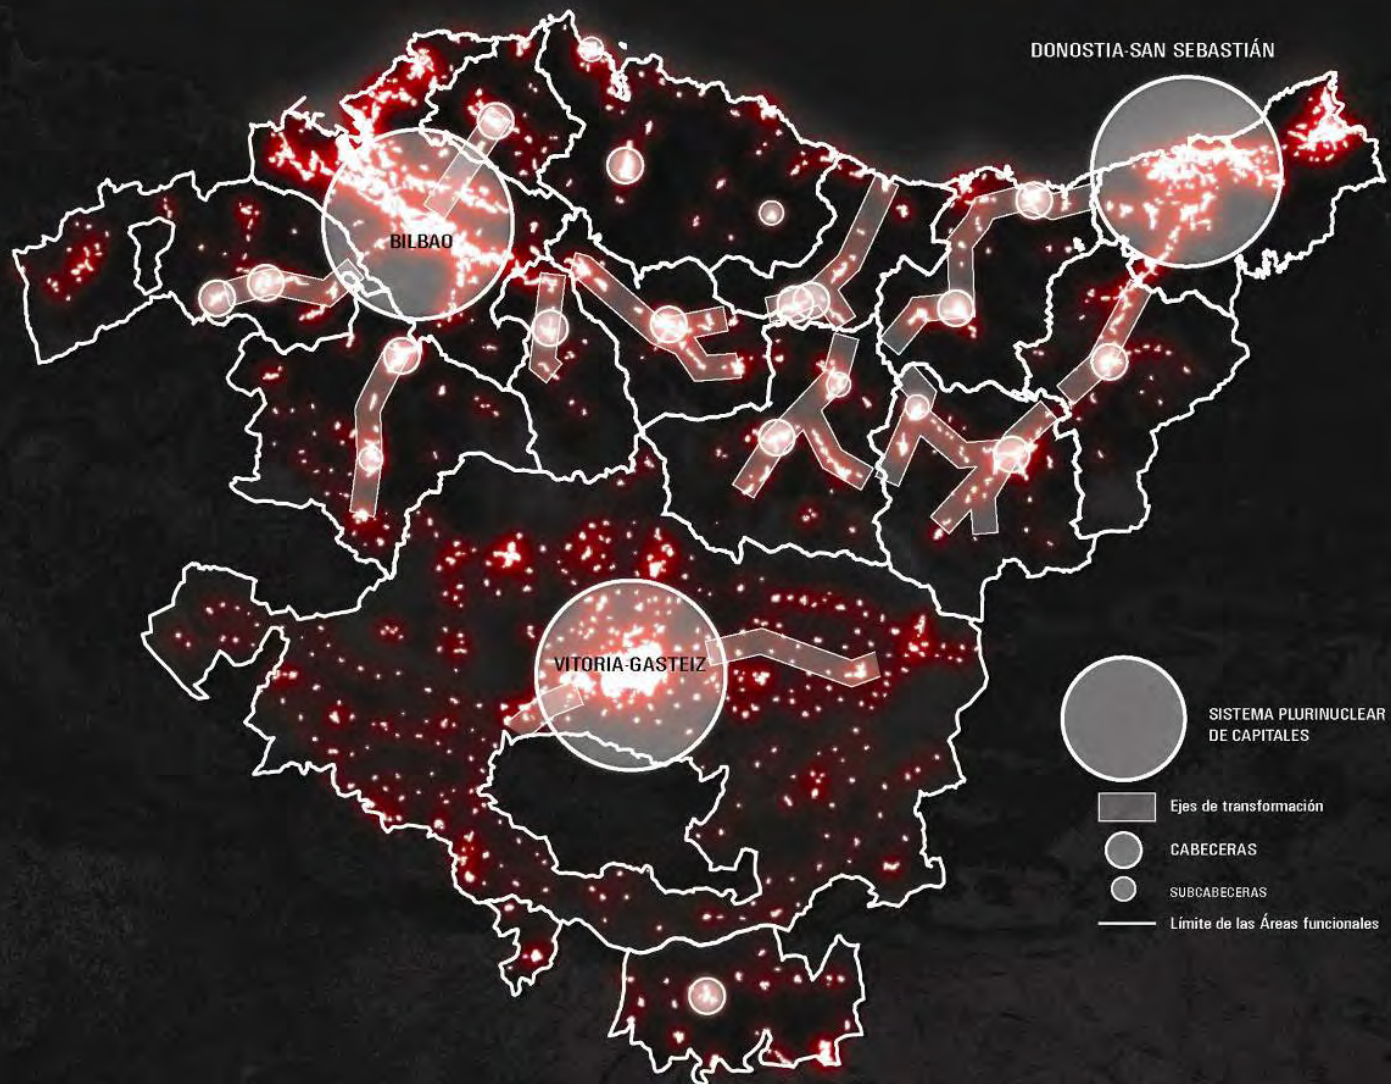 DONOSTIA-SAN SEBASTIÁN
BILBAO
VITORIA-GASTEIZ
SISTEMA PLURINUCLEAR
DE CAPITALES
Ejes de transformación
CABECERAS
SUBCABECERAS
Límite de las Áreas funcionales